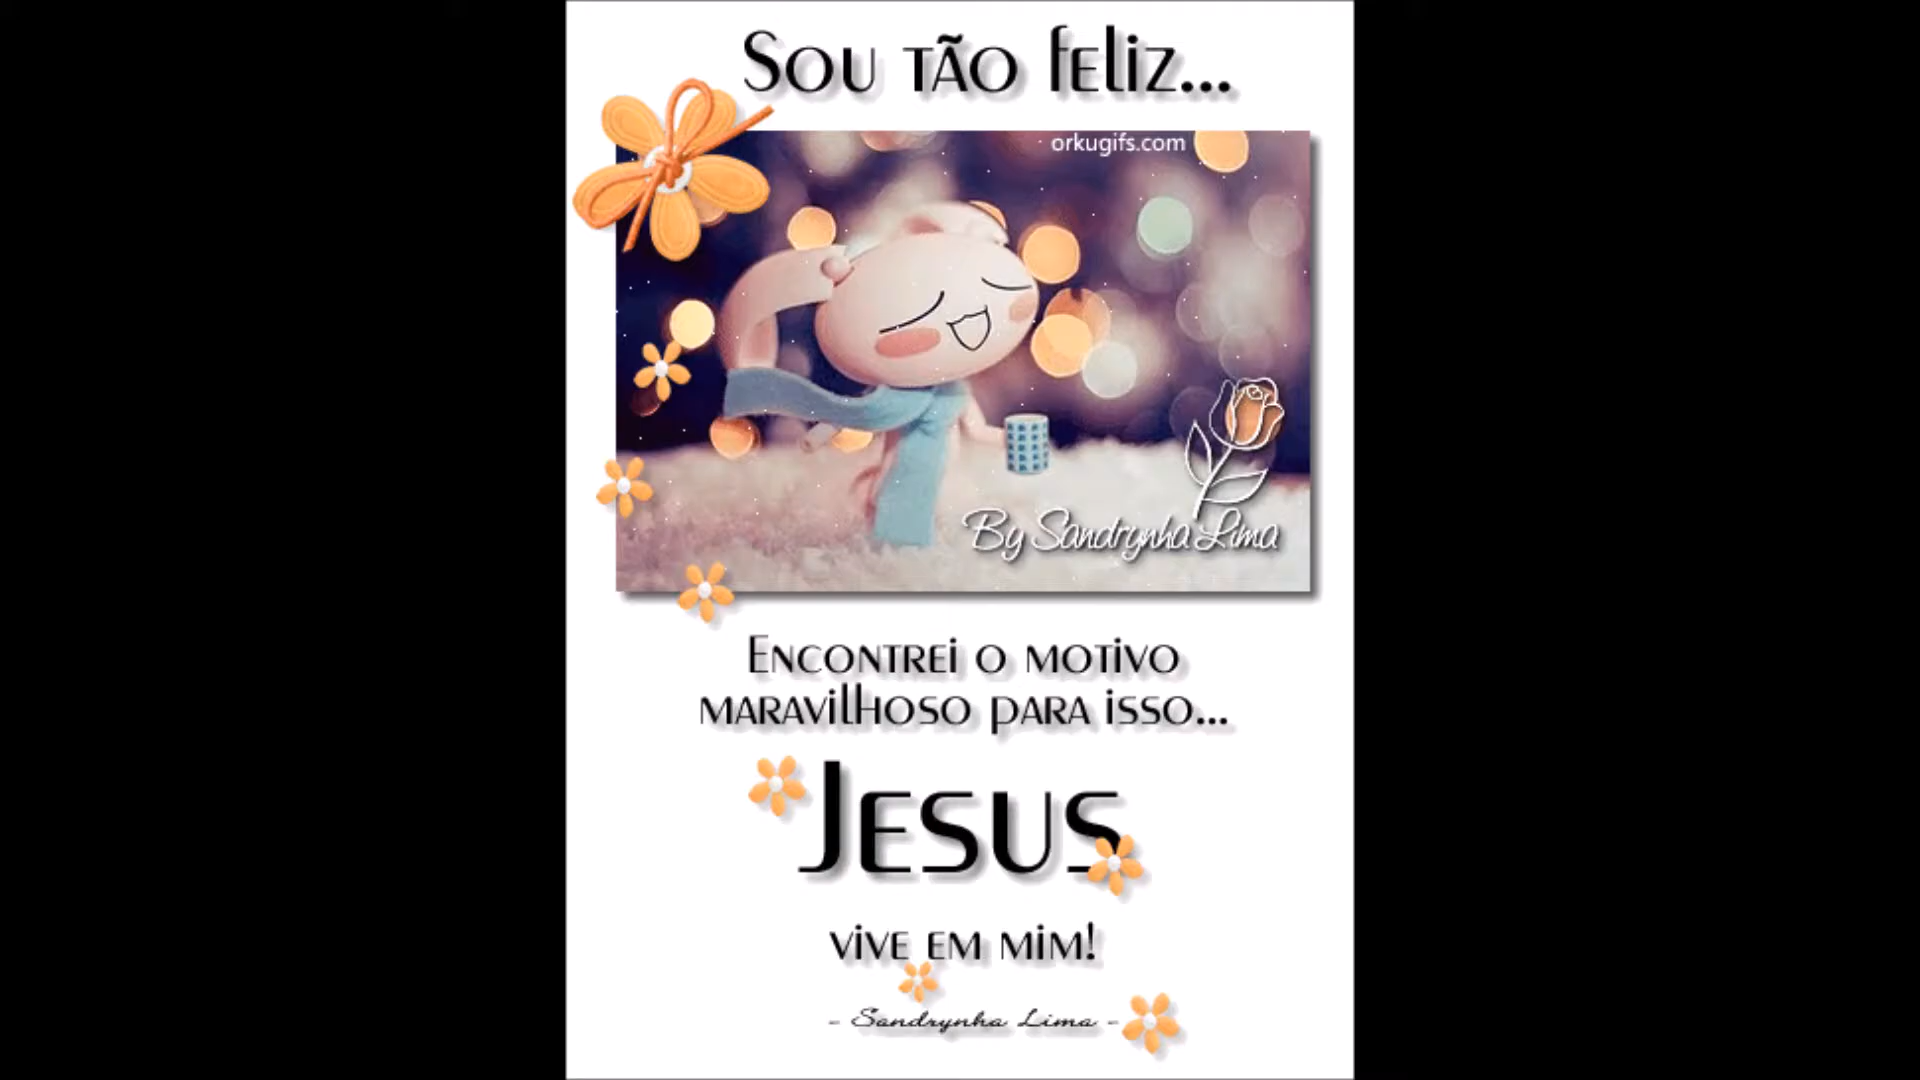 Sou tão feliz...
orkugifs.com
By Sandrynha Lima
Encontrei o motivo
maravilhoso para isso...
Jesus
vive em mim!
- Sandrynha Lima -